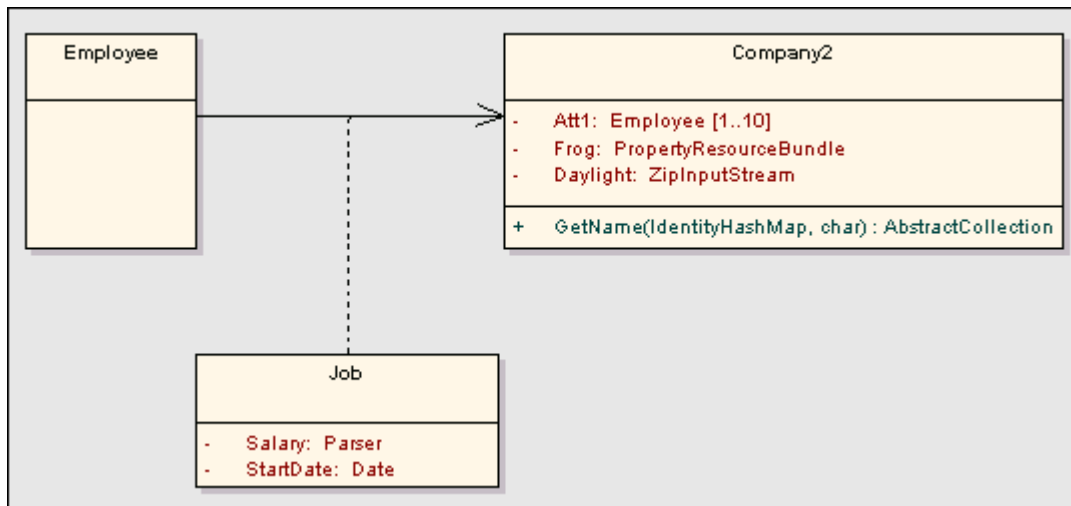 Employee
Company2
- Att1: Employee [1..10]
- Frog: PropertyResourceBundle
- Daylight: ZipInputStream
+ GetName(IdentityHashMap, char) : AbstractCollection
Job
- Salary: Parser
- StartDate: Date